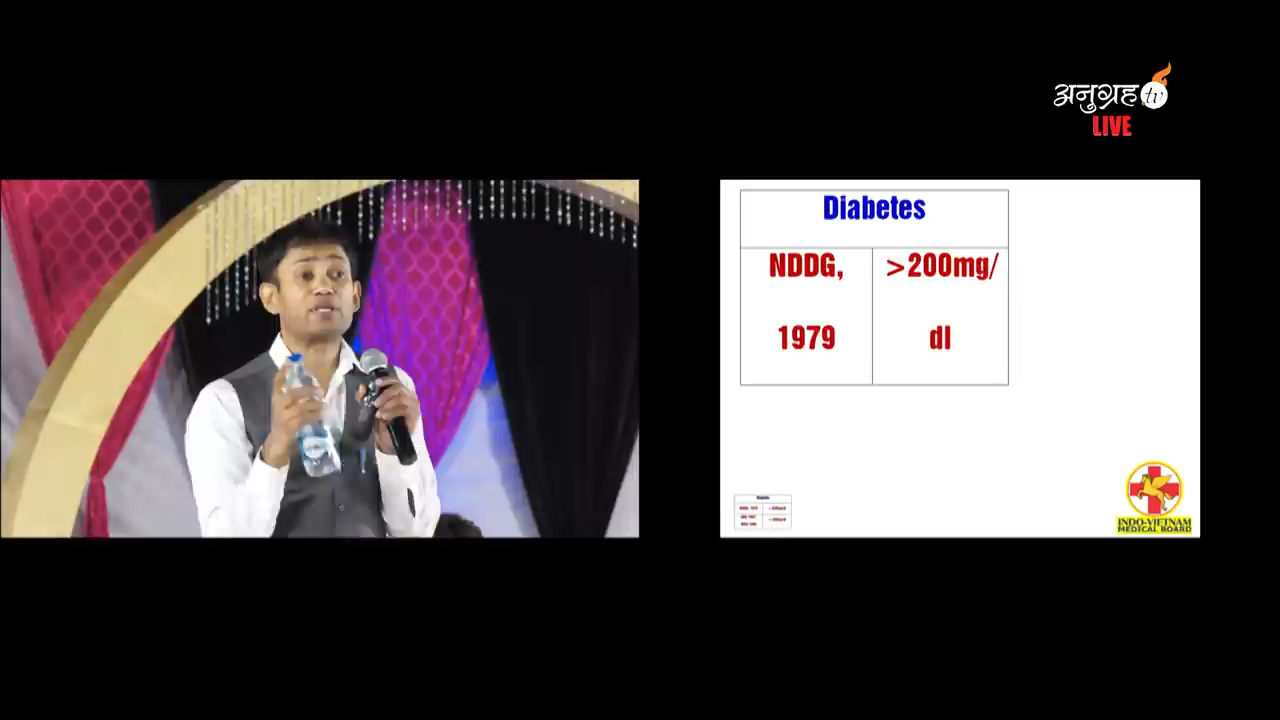 अनुग्रह tv
LIVE
Diabetes
NDDG,
1979
>200mg/
dl
INDO-VIETNAM
MEDICAL BOARD